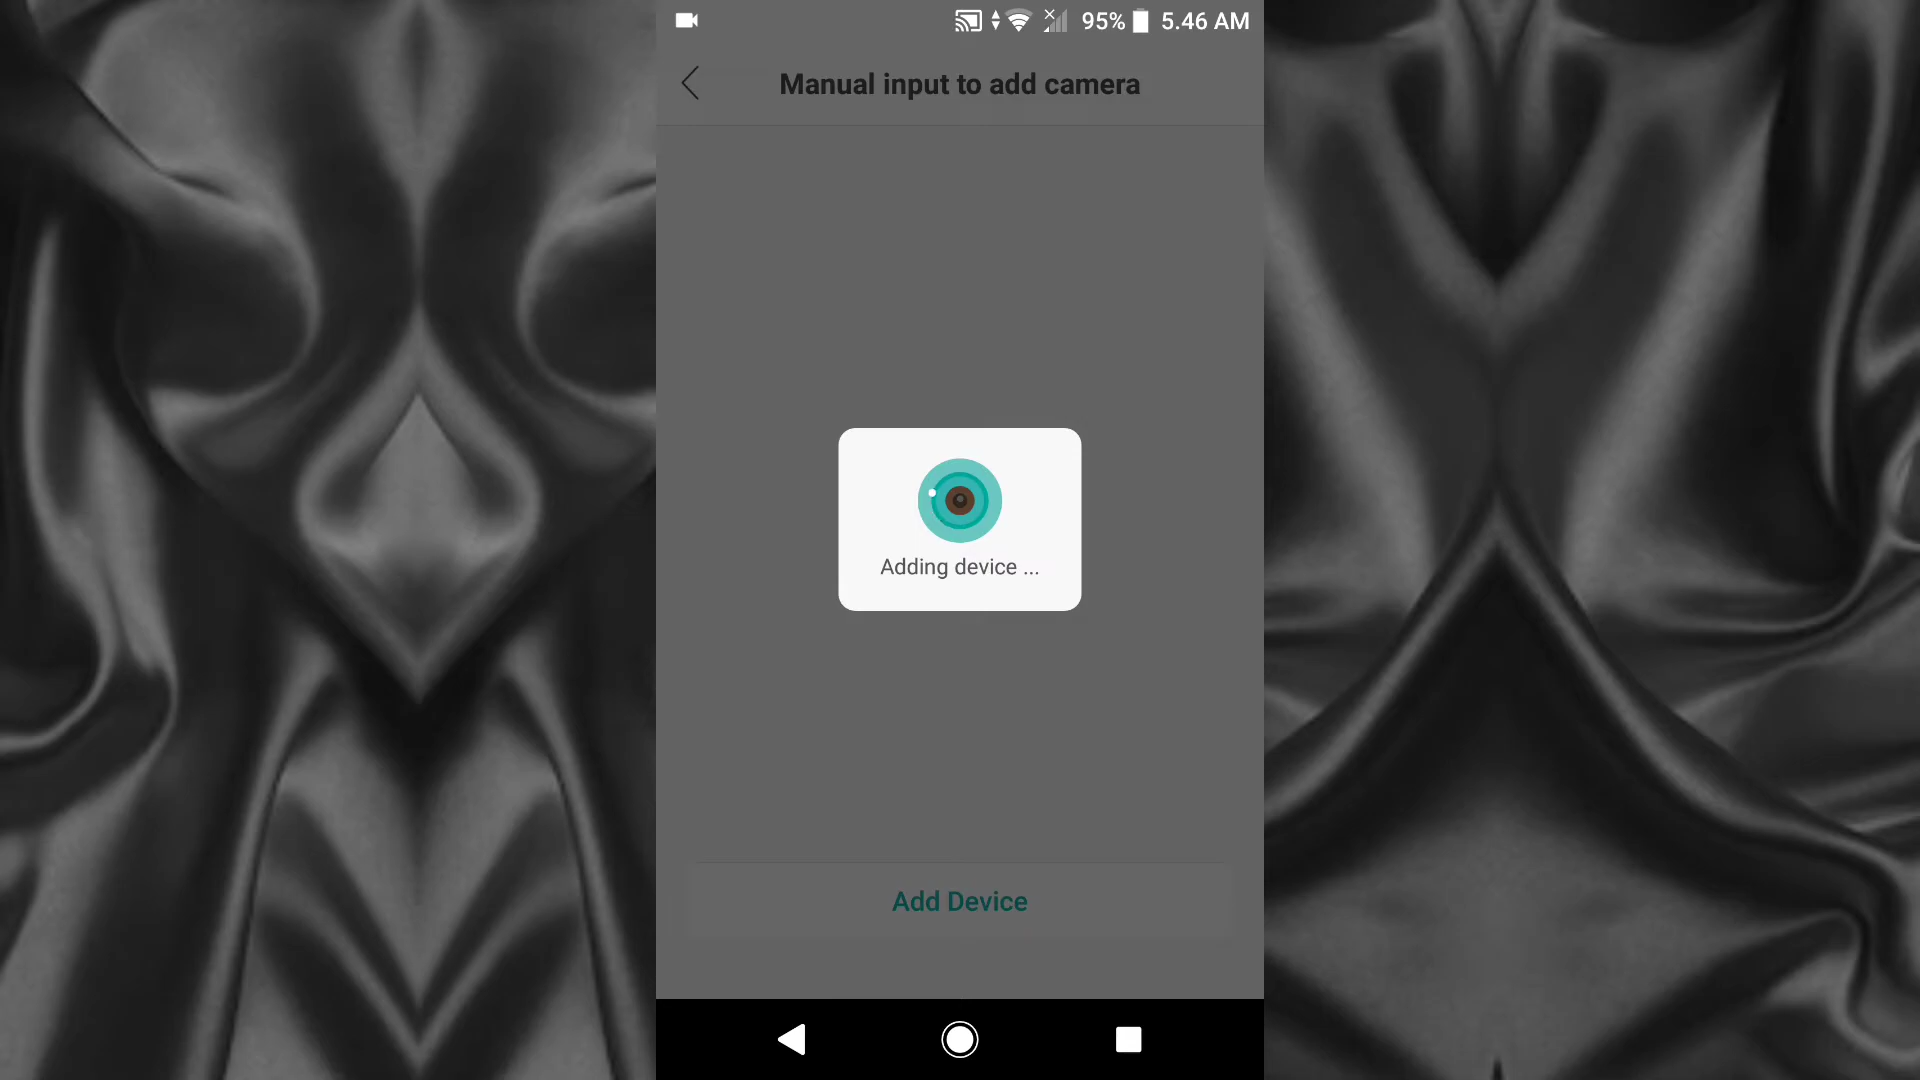 95% 5.46 AM
Manual input to add camera
Adding device ...
Add Device